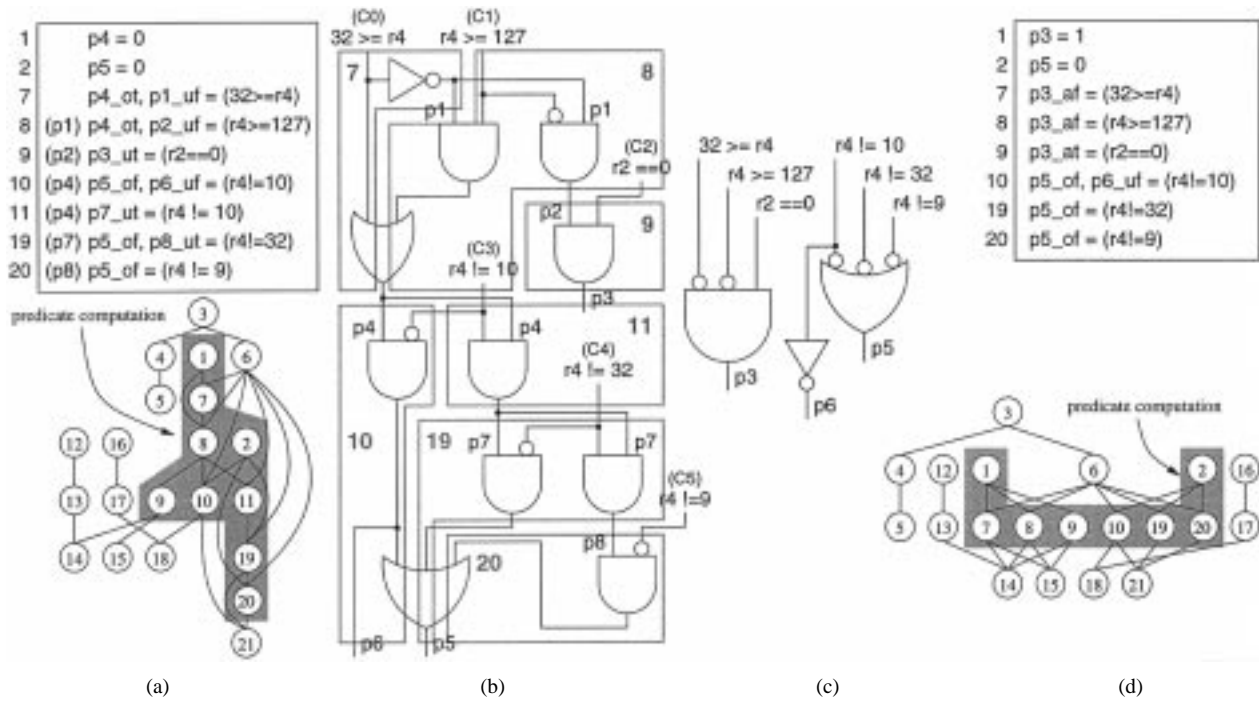 1 p4 = 0
2 p5 = 0
7 p4_ot, p1_uf = (32>=r4)
8 (p1) p4_ot, p2_uf = (r4>=127)
9 (p2) p3_ut = (r2==0)
10 (p4) p5_of, p6_uf = (r4!=10)
11 (p4) p7_ut = (r4 != 10)
19 (p7) p5_of, p8_ut = (r4!=32)
20 (p8) p5_of = (r4 != 9)
predicate computation
3
4 1 6
5 7
12 16 8 2
13 17 9 10 11
14 15 18 19
20
21
(a)
(C0) (C1)
32 >= r4 r4 >= 127
7 8
p1 p1
(C2)
r2 ==0
p2
9
(C3)
r4 != 10
p3
p4 p4 11
(C4)
r4 != 32
10 19 p7 p7
(C5)
r4 !=9
p8
20
p6 p5
(b)
32 >= r4 r4 != 10
r4 >= 127 r4 != 32
r2 ==0 r4 !=9
p5
p3
p6
(c)
1 p3 = 1
2 p5 = 0
7 p3_af = (32>=r4)
8 p3_af = (r4>=127)
9 p3_at = (r2==0)
10 p5_of, p6_uf = (r4!=10)
19 p5_of = (r4!=32)
20 p5_of = (r4!=9)
predicate computation
3
4 12 1 6 2 16
5 13 7 8 9 10 19 20 17
14 15 18 21
(d)